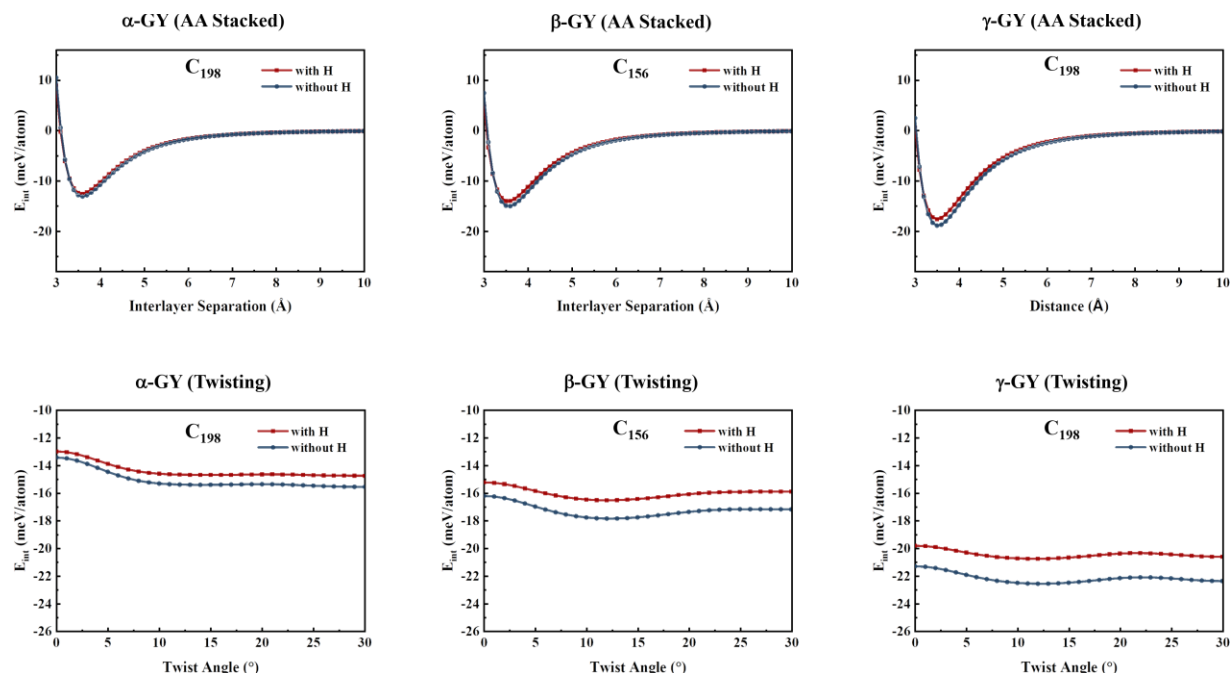 α-GY (AA Stacked)
C198
with H
without H
10
0
-10
-20
E_int (meV/atom)
3 4 5 6 7 8 9 10
Interlayer Separation (Å)
β-GY (AA Stacked)
C156
with H
without H
10
0
-10
-20
E_int (meV/atom)
3 4 5 6 7 8 9 10
Interlayer Separation (Å)
γ-GY (AA Stacked)
C198
with H
without H
10
0
-10
-20
E_int (meV/atom)
3 4 5 6 7 8 9 10
Distance (Å)
α-GY (Twisting)
C198
with H
without H
-10
-12
-14
-16
-18
-20
-22
-24
-26
E_int (meV/atom)
0 5 10 15 20 25 30
Twist Angle (°)
β-GY (Twisting)
C156
with H
without H
-10
-12
-14
-16
-18
-20
-22
-24
-26
E_int (meV/atom)
0 5 10 15 20 25 30
Twist Angle (°)
γ-GY (Twisting)
C198
with H
without H
-10
-12
-14
-16
-18
-20
-22
-24
-26
E_int (meV/atom)
0 5 10 15 20 25 30
Twist Angle (°)